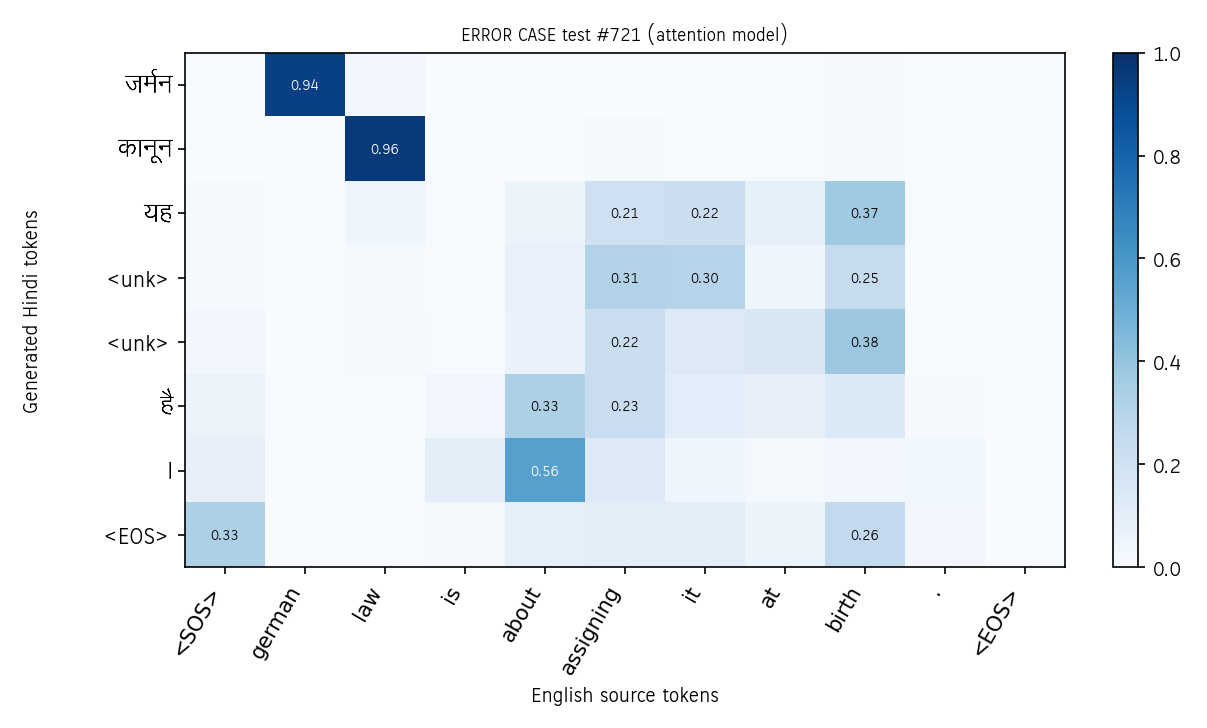 ERROR CASE test #721 (attention model)
जर्मन
कानून
यह
<unk>
<unk>
है
।
<EOS>
Generated Hindi tokens
0.94
0.96
0.21 0.22 0.37
0.31 0.30 0.25
0.22 0.38
0.33 0.23
0.56
0.33 0.26
<SOS> german law is about assigning it at birth . <EOS>
English source tokens
1.0
0.8
0.6
0.4
0.2
0.0